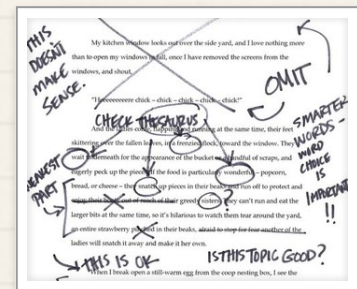 THIS
DOESN'T
MAKE
SENSE.
My kitchen window looks out over the side yard, and I love nothing more
than to open my windows full, once I have removed the screens from the
windows, and shout,
OMIT
"Heeeeeeeere chick – chick – chick – chick!"
CHECK THESAURUS
SMARTER
WORDS –
WORD
CHOICE
IS
IMPORTANT
!!
And the ladies come, flapping and running at the same time, their feet
skittering over the fallen leaves, in a frenzied flock, toward the window. They
wait underneath for the appearance of the bucket or handful of scraps, and
eagerly peck up the pieces. If the food is particularly wonderful – popcorn,
bread, or cheese – the snatch up pieces in their beaks and run off to protect and
enjoy their feast out of reach of their greedy sisters they can't run and eat the
larger bits at the same time, so it's hilarious to watch them tear around the yard,
an entire strawberry in their beaks, afraid to stop for fear another of the
ladies will snatch it away and make it her own.
WEAKEST
PART
?
THIS IS OK
IS THIS TOPIC GOOD?
When I break open a still-warm egg from the coop nesting box, I see the